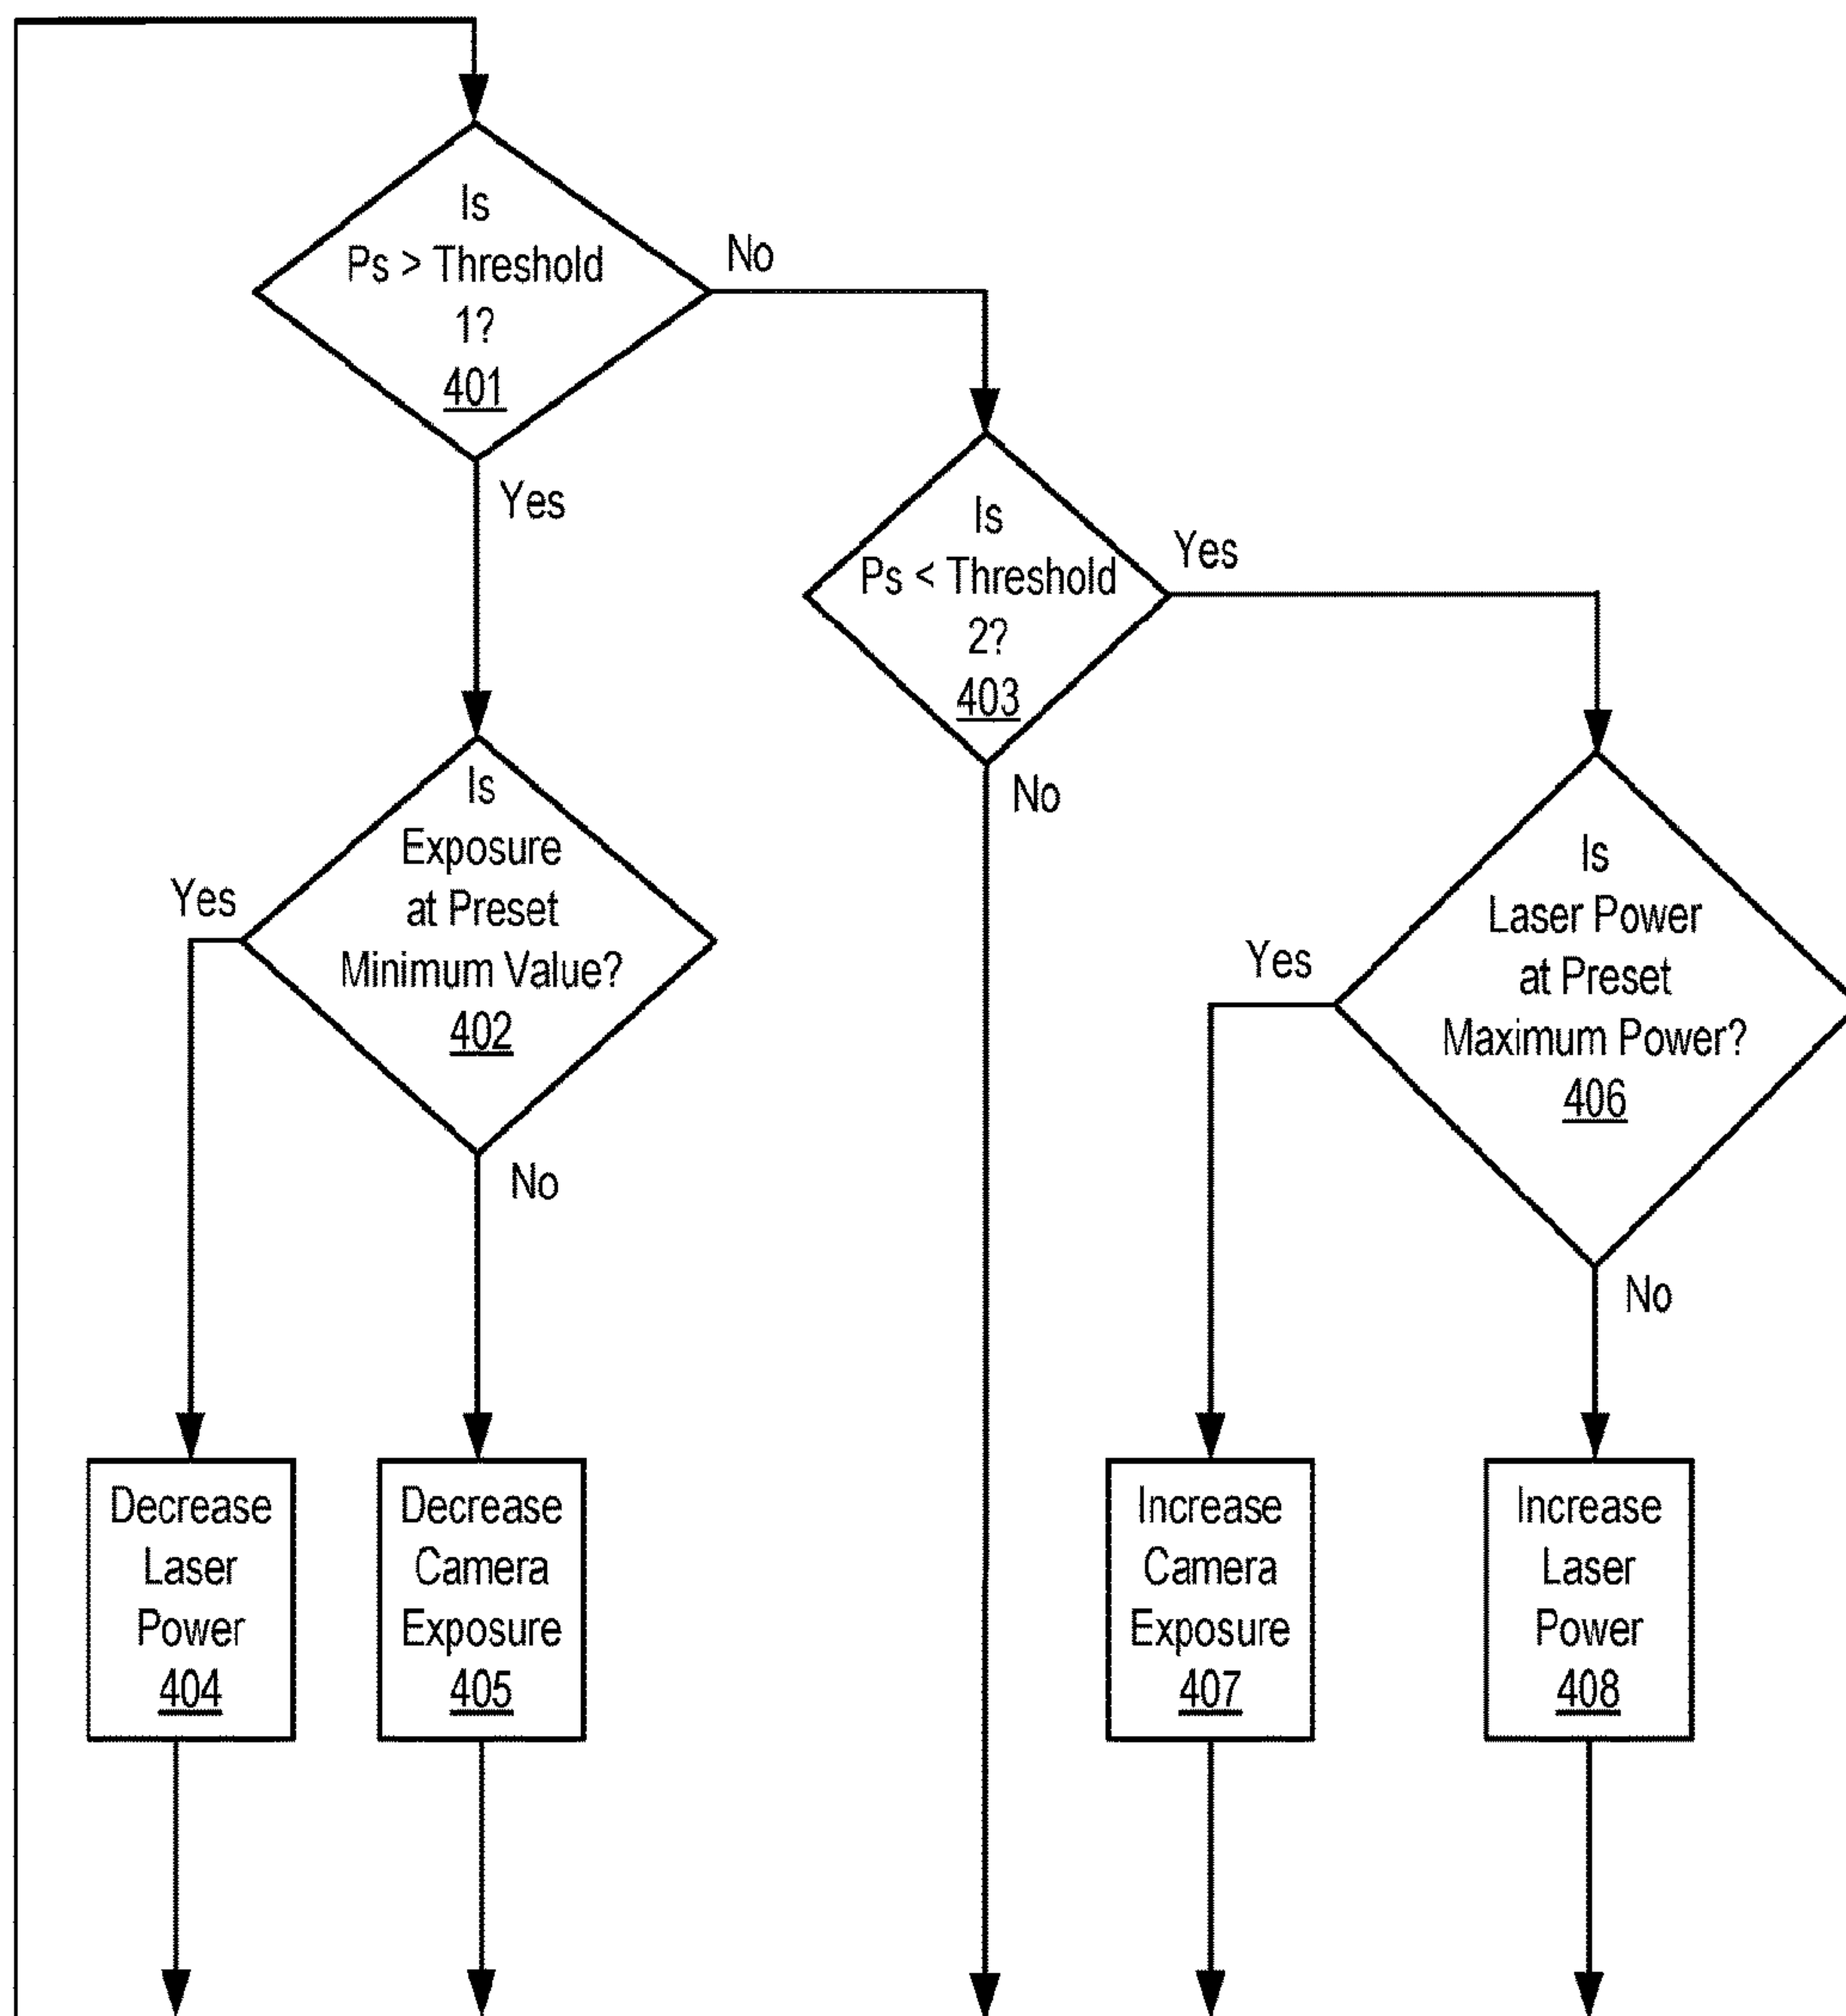 Is
Ps > Threshold
1?
401
No
Yes
Is
Ps < Threshold
2?
403
Yes
No
Is
Exposure
at Preset
Minimum Value?
402
Yes
No
Is
Laser Power
at Preset
Maximum Power?
406
Yes
No
Decrease
Laser
Power
404
Decrease
Camera
Exposure
405
Increase
Camera
Exposure
407
Increase
Laser
Power
408